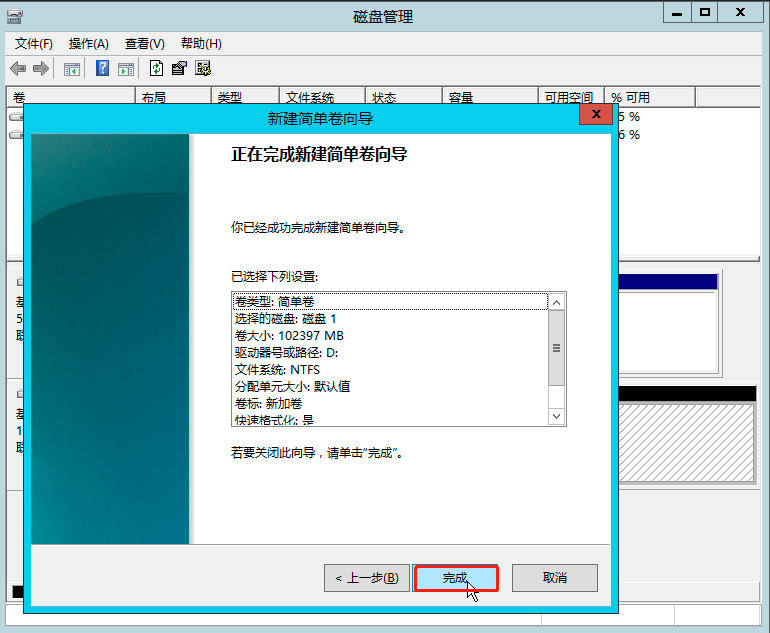 磁盘管理
文件(F) 操作(A) 查看(V) 帮助(H)
卷 布局 类型 文件系统 状态 容量 可用空间 % 可用
5 %
6 %
新建简单卷向导
正在完成新建简单卷向导
你已经成功完成新建简单卷向导。
已选择下列设置:
卷类型: 简单卷
选择的磁盘: 磁盘 1
卷大小: 102397 MB
驱动器号或路径: D:
文件系统: NTFS
分配单元大小: 默认值
卷标: 新加卷
快速格式化: 是
若要关闭此向导，请单击"完成"。
基
5
联
基
1
联
< 上一步(B) 完成 取消